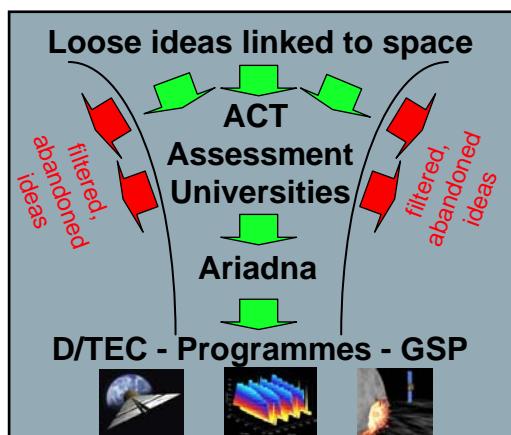 Loose ideas linked to space
ACT
Assessment
Universities
filtered,
abandoned
ideas
filtered,
abandoned
ideas
Ariadna
D/TEC - Programmes - GSP